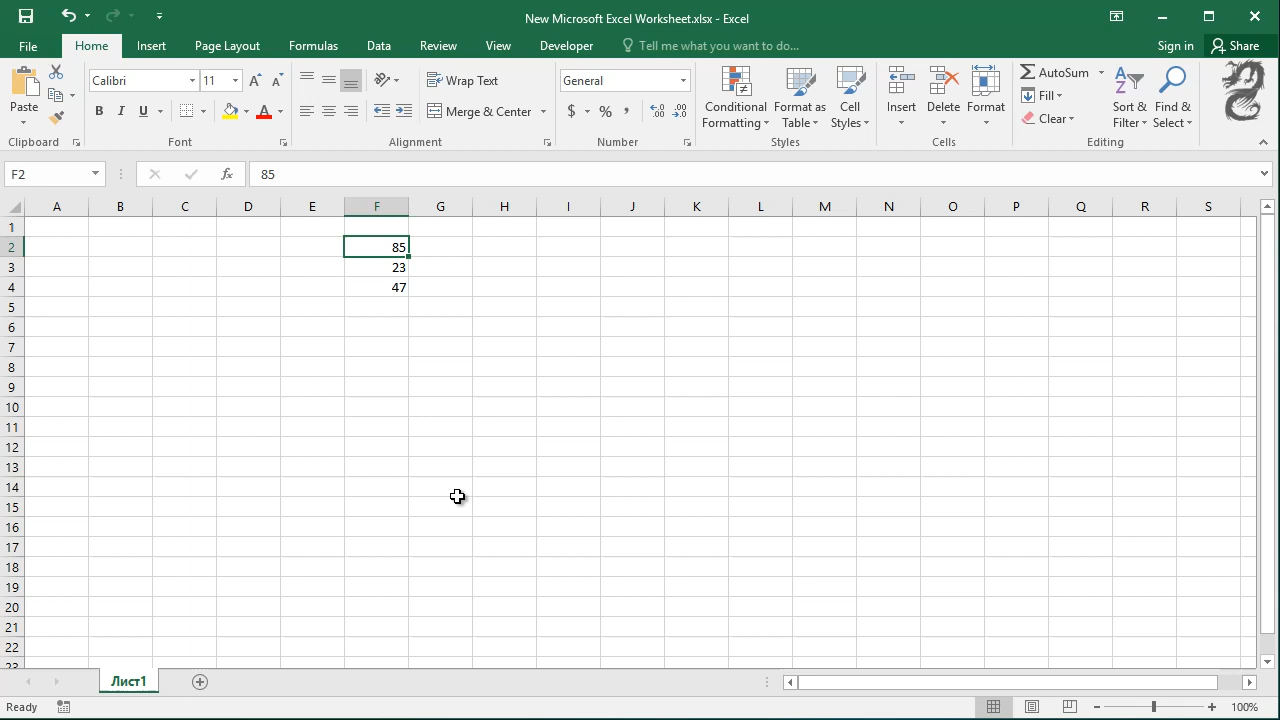 New Microsoft Excel Worksheet.xlsx - Excel
File Home Insert Page Layout Formulas Data Review View Developer Tell me what you want to do... Sign in Share
Paste
Clipboard
Calibri 11
B I U A
Font
Wrap Text
Merge & Center
Alignment
General
$ % ,
Number
Conditional Formatting
Format as Table
Cell Styles
Styles
Insert
Delete
Format
Cells
AutoSum
Fill
Clear
Sort & Filter
Find & Select
Editing
F2 fx 85
A B C D E F G H I J K L M N O P Q R S
1
2 85
3 23
4 47
5
6
7
8
9
10
11
12
13
14
15
16
17
18
19
20
21
22
23
Лист1
Ready 100%